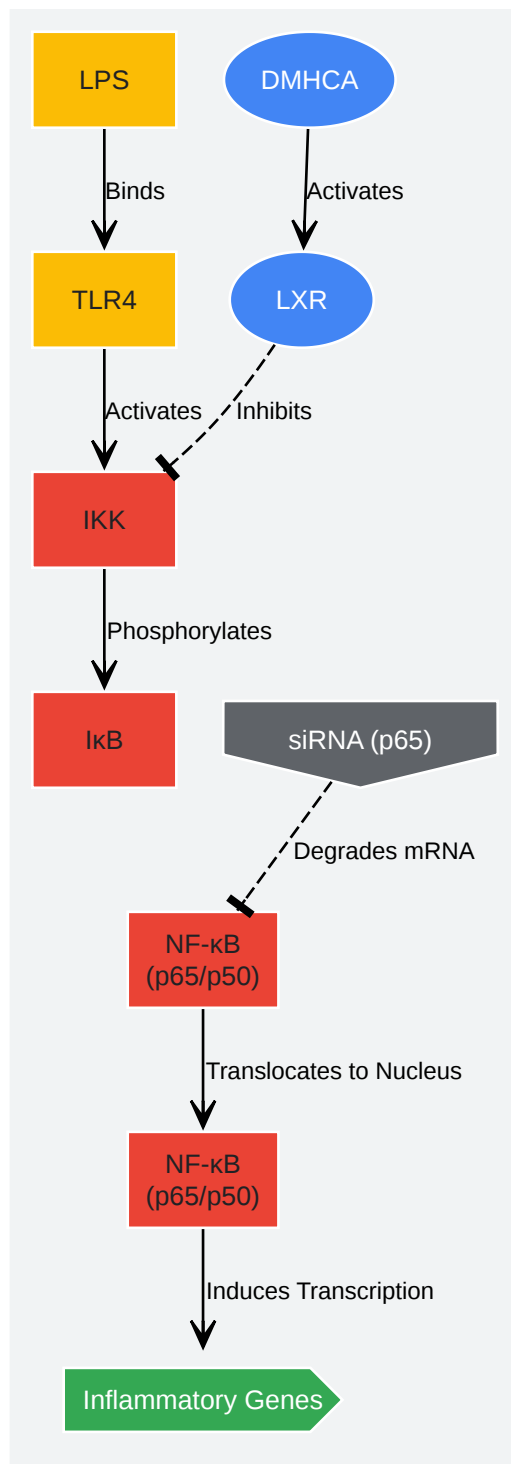 LPS
DMHCA
Binds
Activates
TLR4
LXR
Activates
Inhibits
IKK
Phosphorylates
IκB
siRNA (p65)
Degrades mRNA
NF-κB
(p65/p50)
Translocates to Nucleus
NF-κB
(p65/p50)
Induces Transcription
Inflammatory Genes